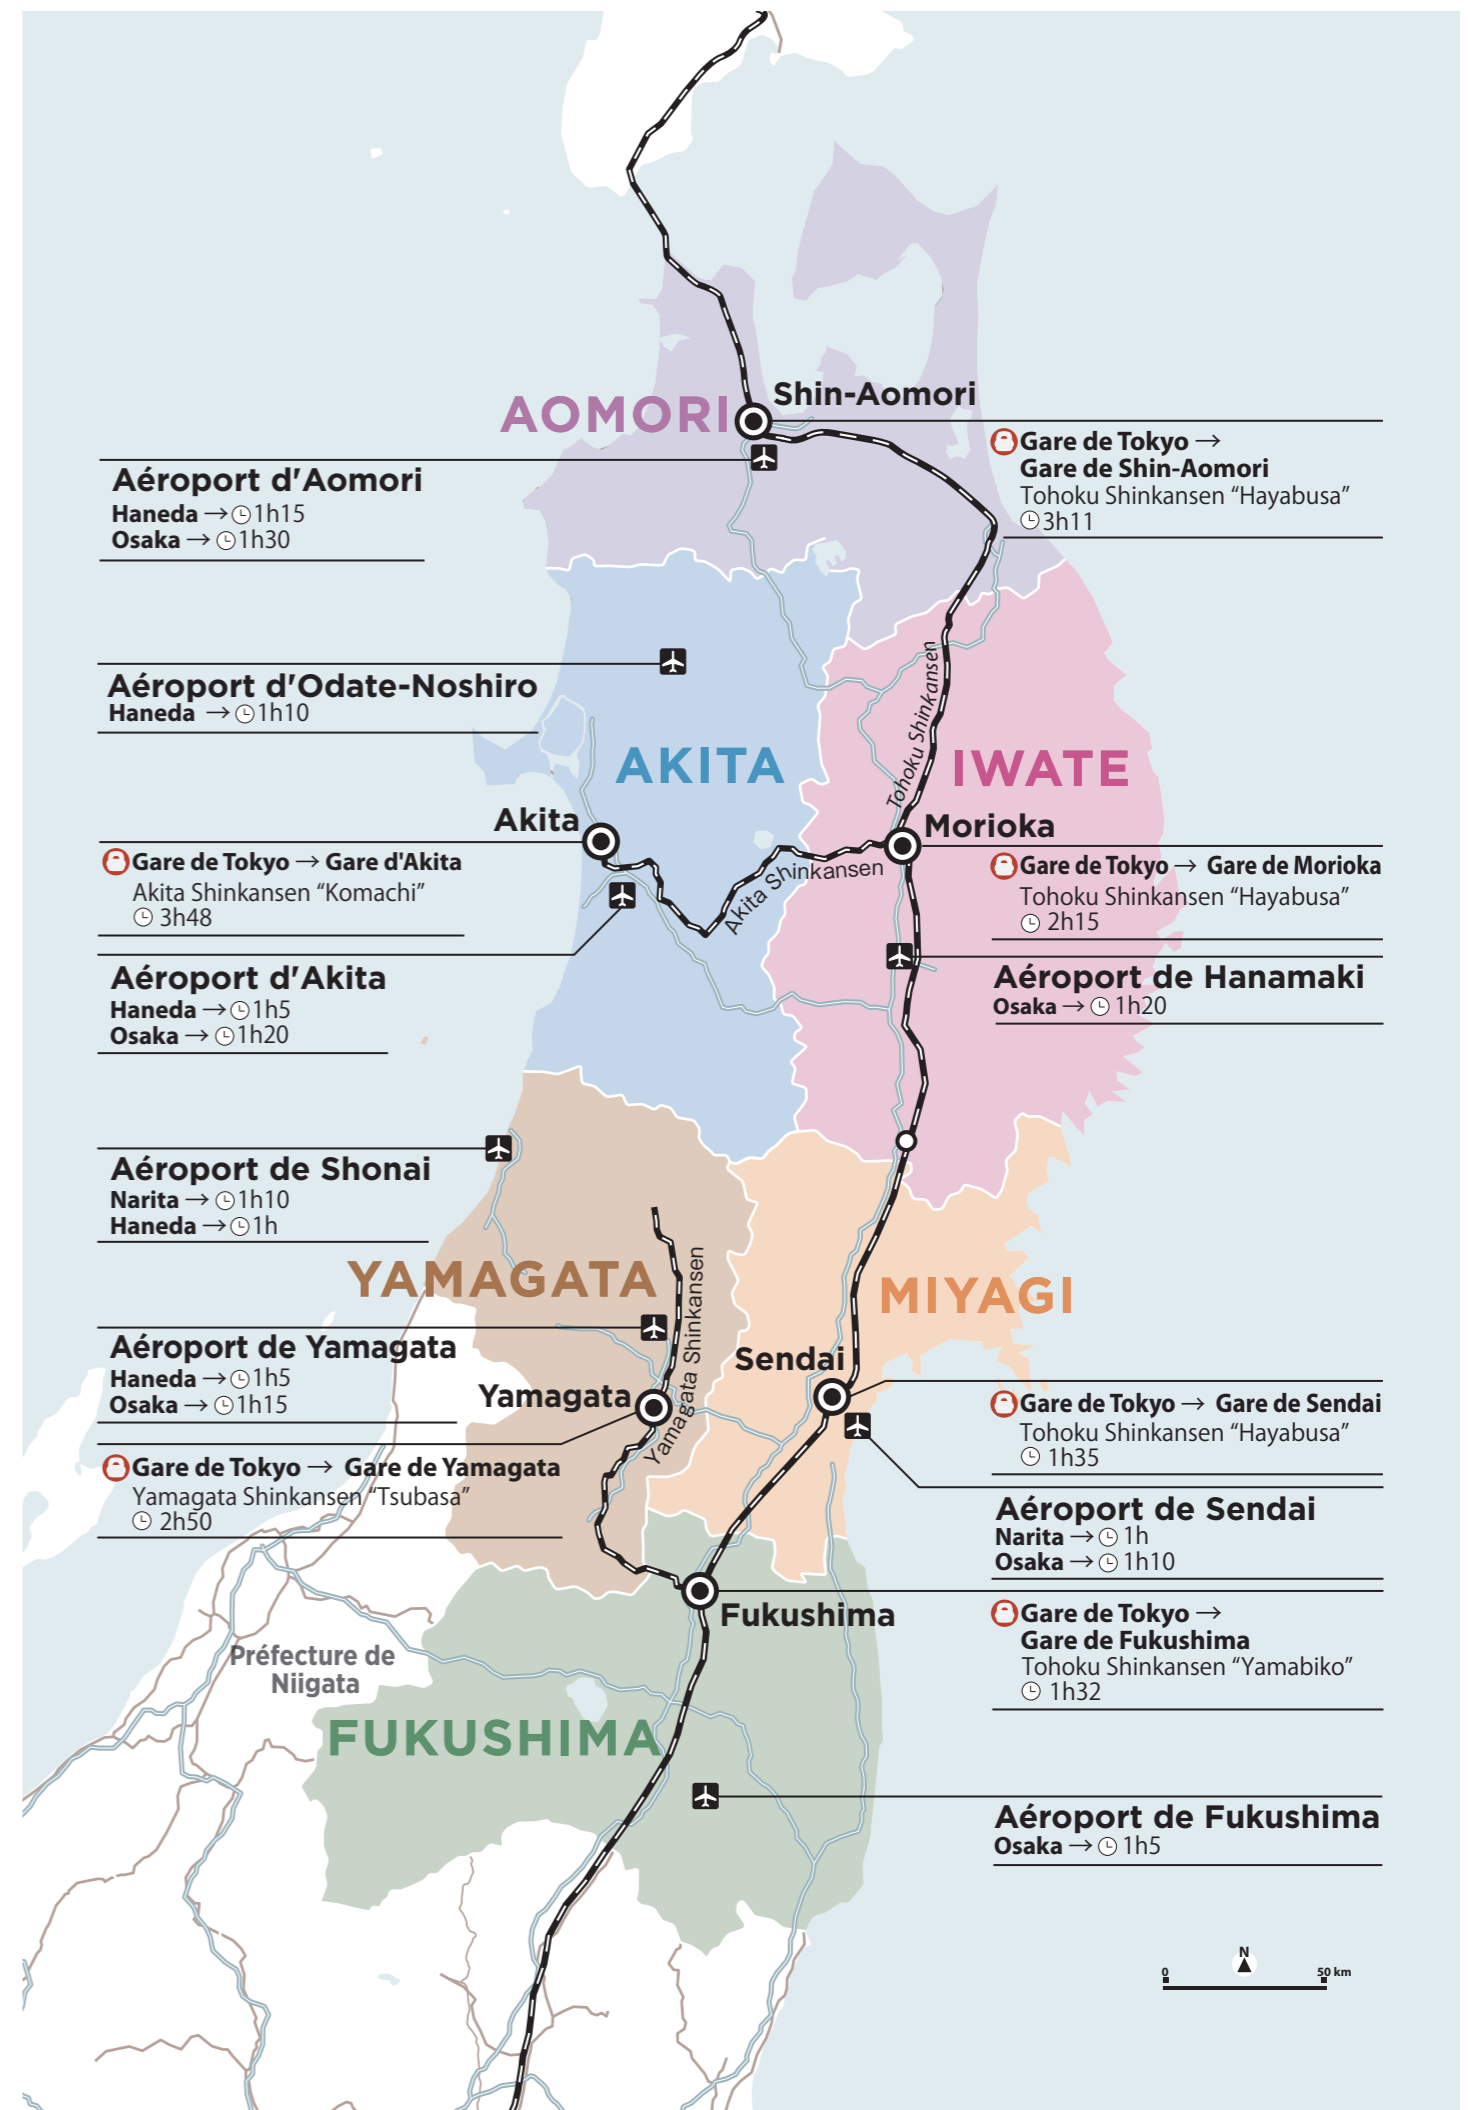 Shin-Aomori
AOMORI
Gare de Tokyo →
Gare de Shin-Aomori
Tohoku Shinkansen “Hayabusa”
3h11
Aéroport d'Aomori
Haneda → 1h15
Osaka → 1h30
Aéroport d'Odate-Noshiro
Haneda → 1h10
Tohoku Shinkansen
AKITA
IWATE
Akita
Morioka
Gare de Tokyo → Gare d'Akita
Akita Shinkansen “Komachi”
3h48
Akita Shinkansen
Gare de Tokyo → Gare de Morioka
Tohoku Shinkansen “Hayabusa”
2h15
Aéroport d'Akita
Haneda → 1h5
Osaka → 1h20
Aéroport de Hanamaki
Osaka → 1h20
Aéroport de Shonai
Narita → 1h10
Haneda → 1h
YAMAGATA
MIYAGI
Yamagata Shinkansen
Aéroport de Yamagata
Haneda → 1h5
Osaka → 1h15
Sendai
Yamagata
Gare de Tokyo → Gare de Sendai
Tohoku Shinkansen “Hayabusa”
1h35
Gare de Tokyo → Gare de Yamagata
Yamagata Shinkansen “Tsubasa”
2h50
Aéroport de Sendai
Narita → 1h
Osaka → 1h10
Fukushima
Gare de Tokyo →
Gare de Fukushima
Tohoku Shinkansen “Yamabiko”
1h32
Préfecture de
Niigata
FUKUSHIMA
Aéroport de Fukushima
Osaka → 1h5
N
0 50 km